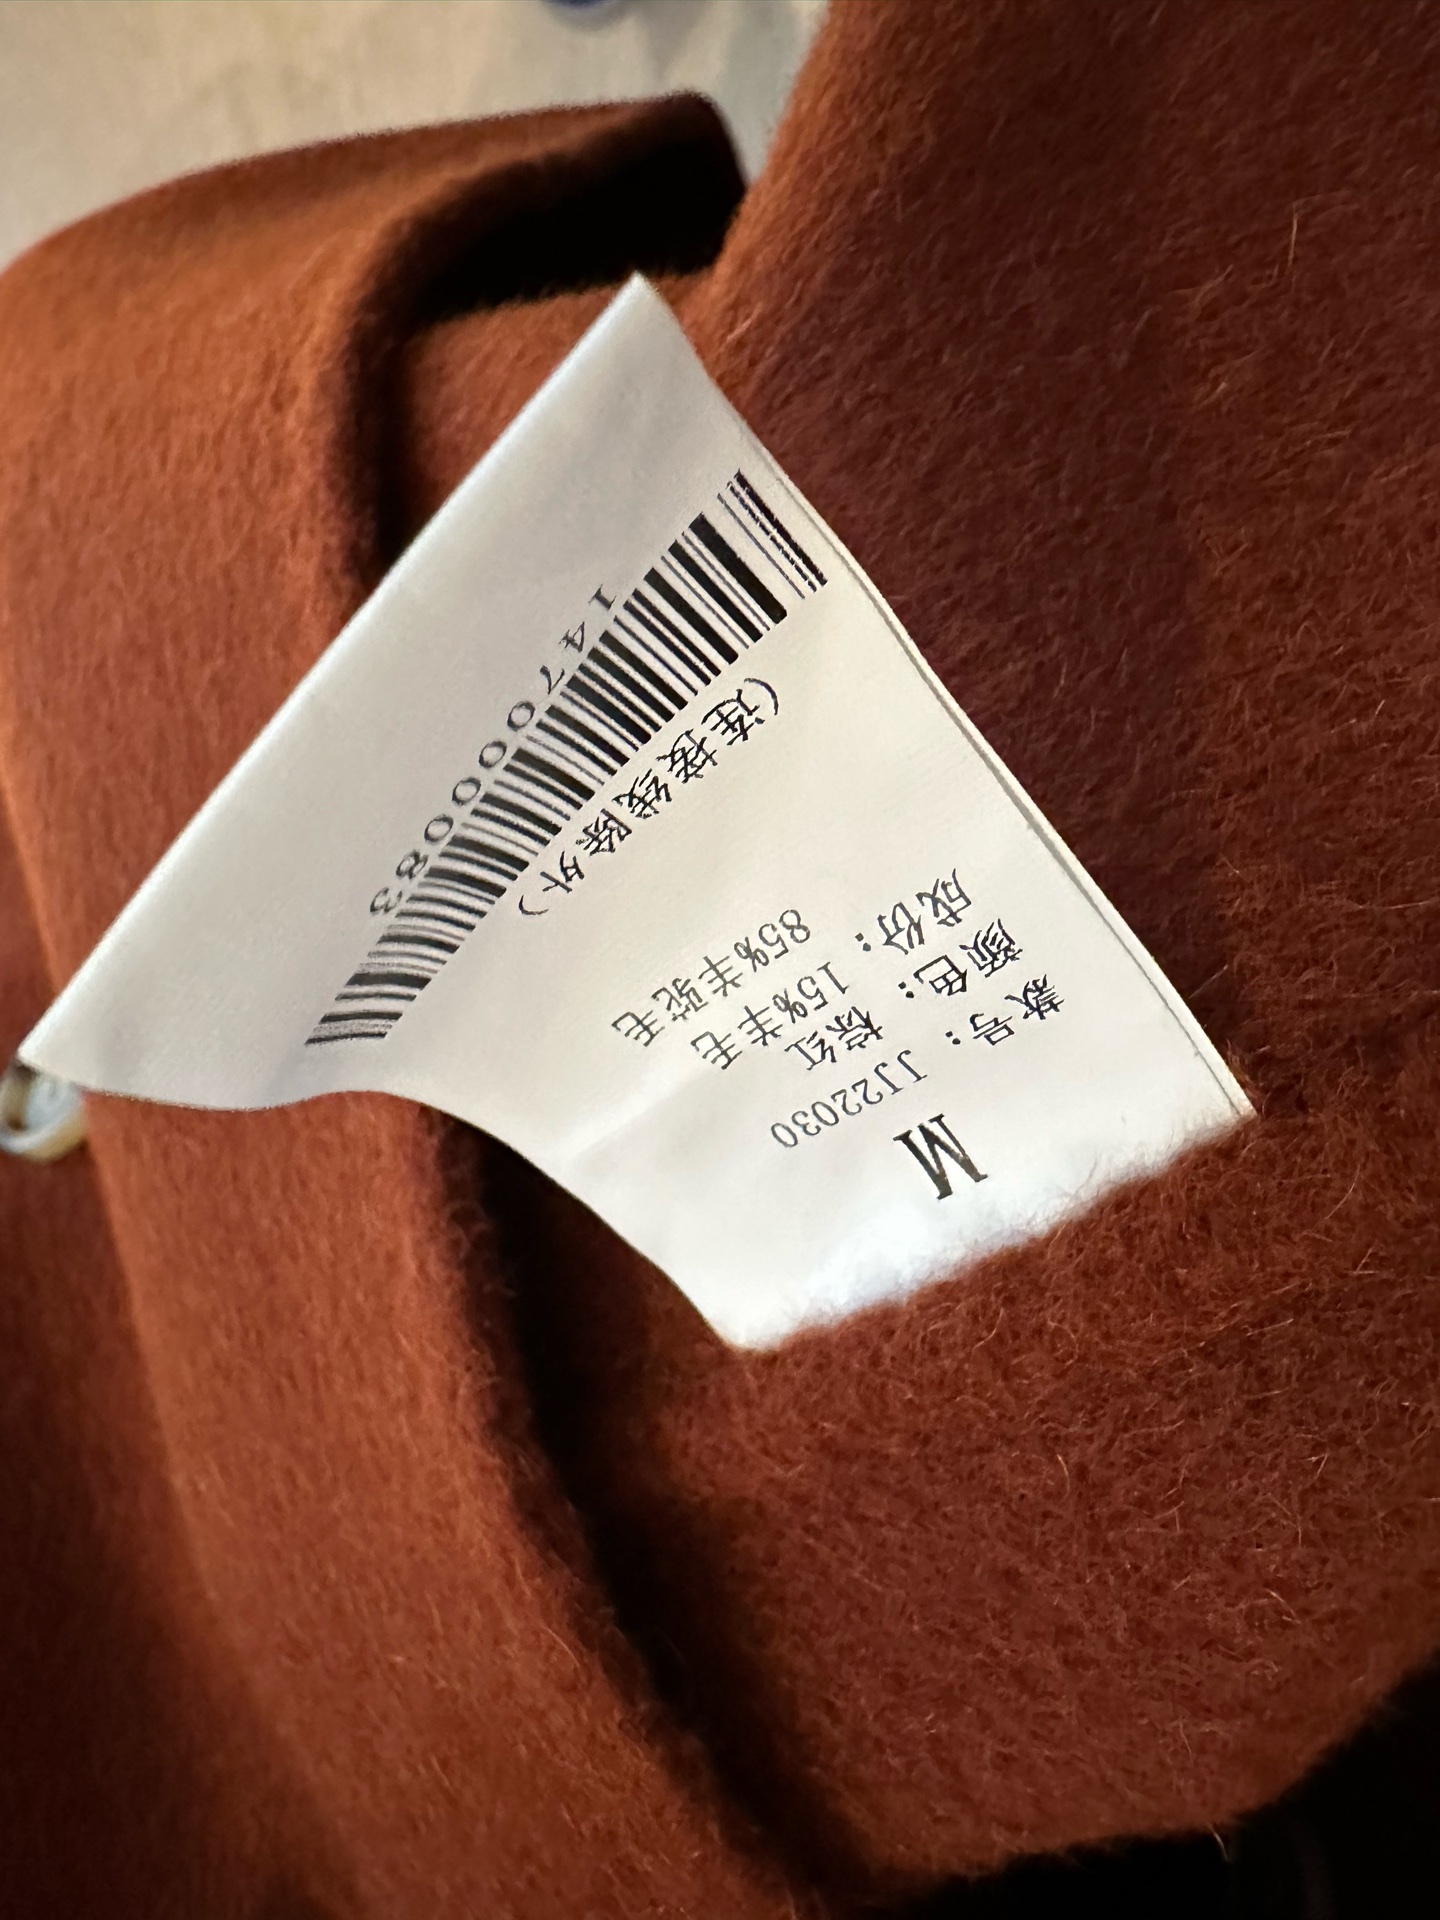 M
款号: JJ22030
颜色: 棕红
成份: 15%羊毛
85%羊驼毛
(连接线除外)
1470000083